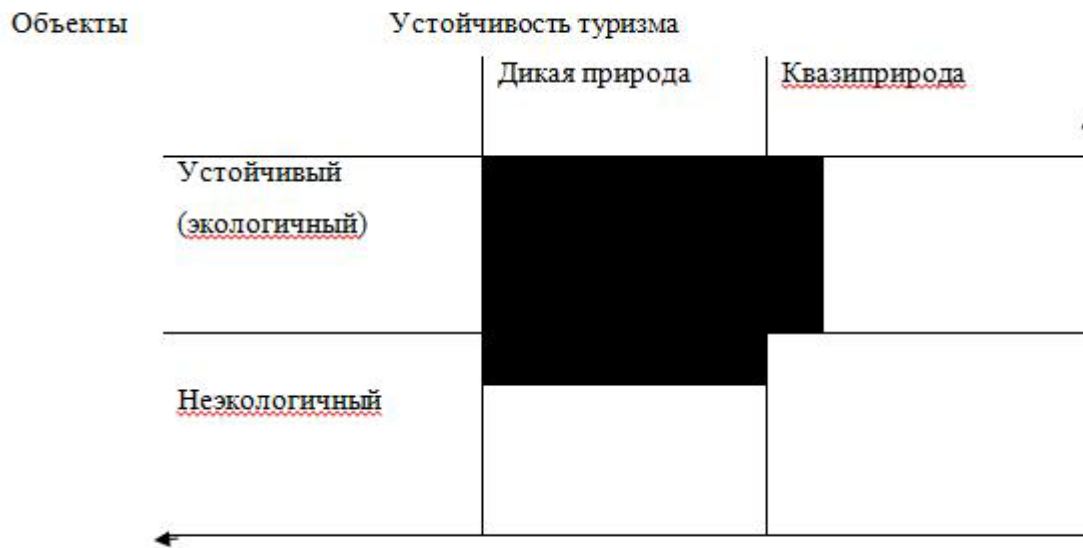 Объекты Устойчивость туризма
Дикая природа Квазиприрода
Устойчивый
(экологичный)
Неэкологичный